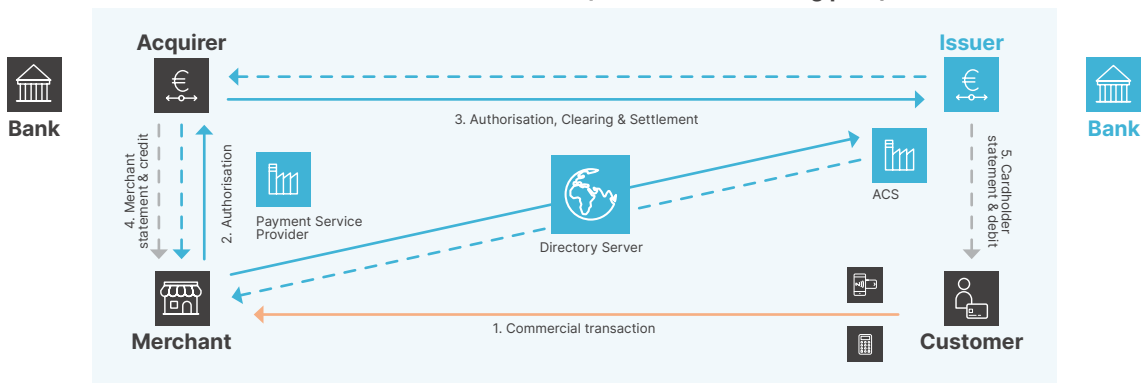 Acquirer
Issuer
Bank
Bank
3. Authorisation, Clearing & Settlement
4. Merchant
statement & credit
2. Authorisation
Payment Service
Provider
Directory Server
ACS
5. Cardholder
statement & debit
1. Commercial transaction
Merchant
Customer